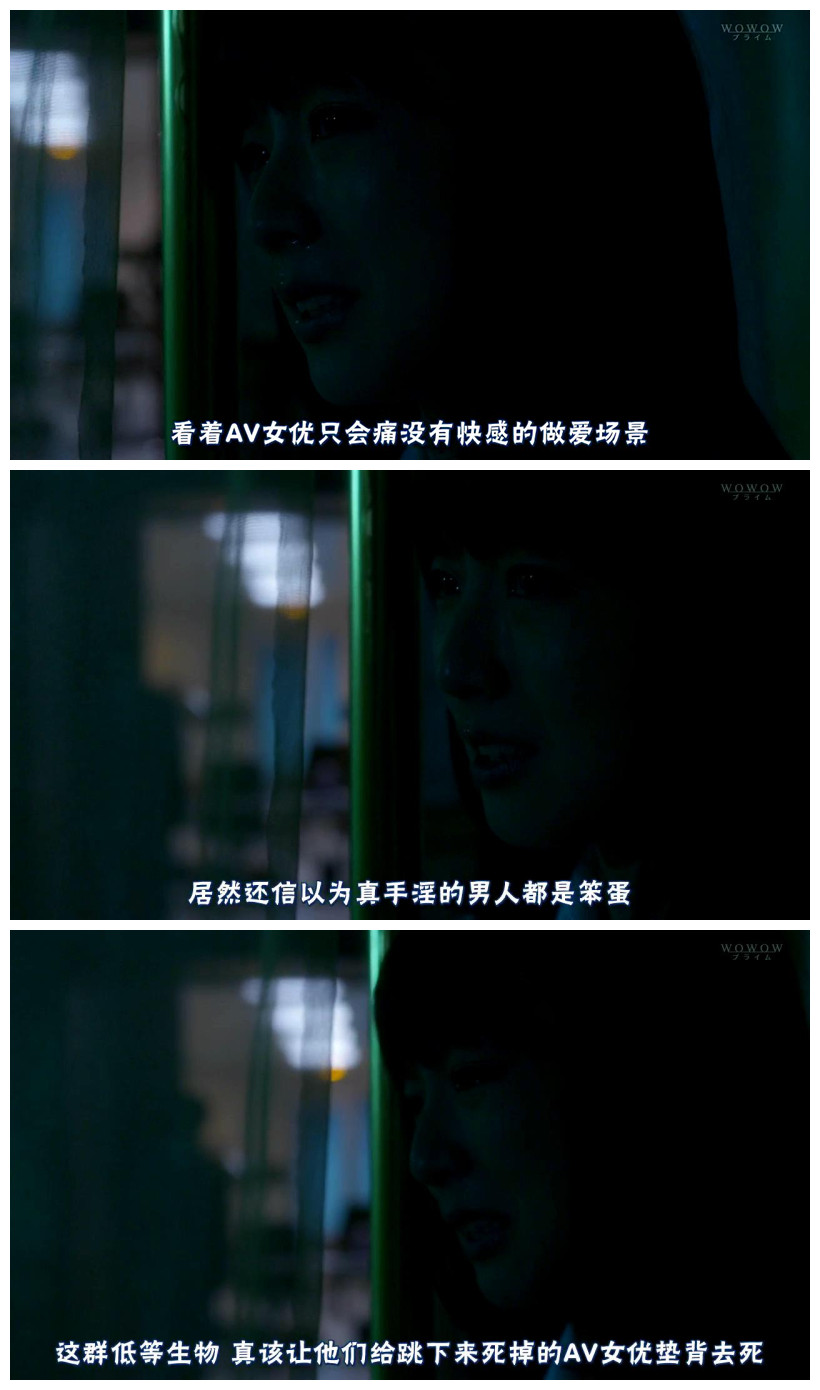 WOWOW
プライム
看着AV女优只会痛没有快感的做爱场景
WOWOW
プライム
居然还信以为真手淫的男人都是笨蛋
WOWOW
プライム
这群低等生物 真该让他们给跳下来死掉的AV女优垫背去死